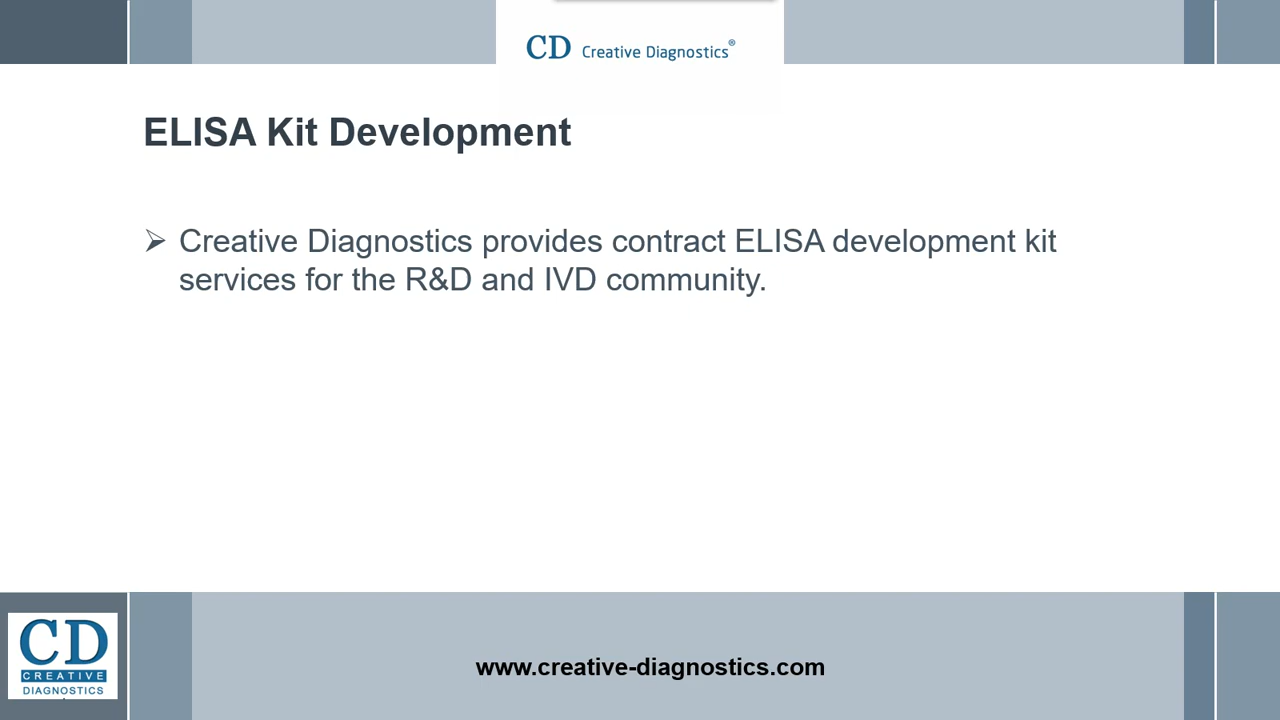 CD Creative Diagnostics®
ELISA Kit Development
➢ Creative Diagnostics provides contract ELISA development kit
services for the R&D and IVD community.
CD
CREATIVE
DIAGNOSTICS
www.creative-diagnostics.com